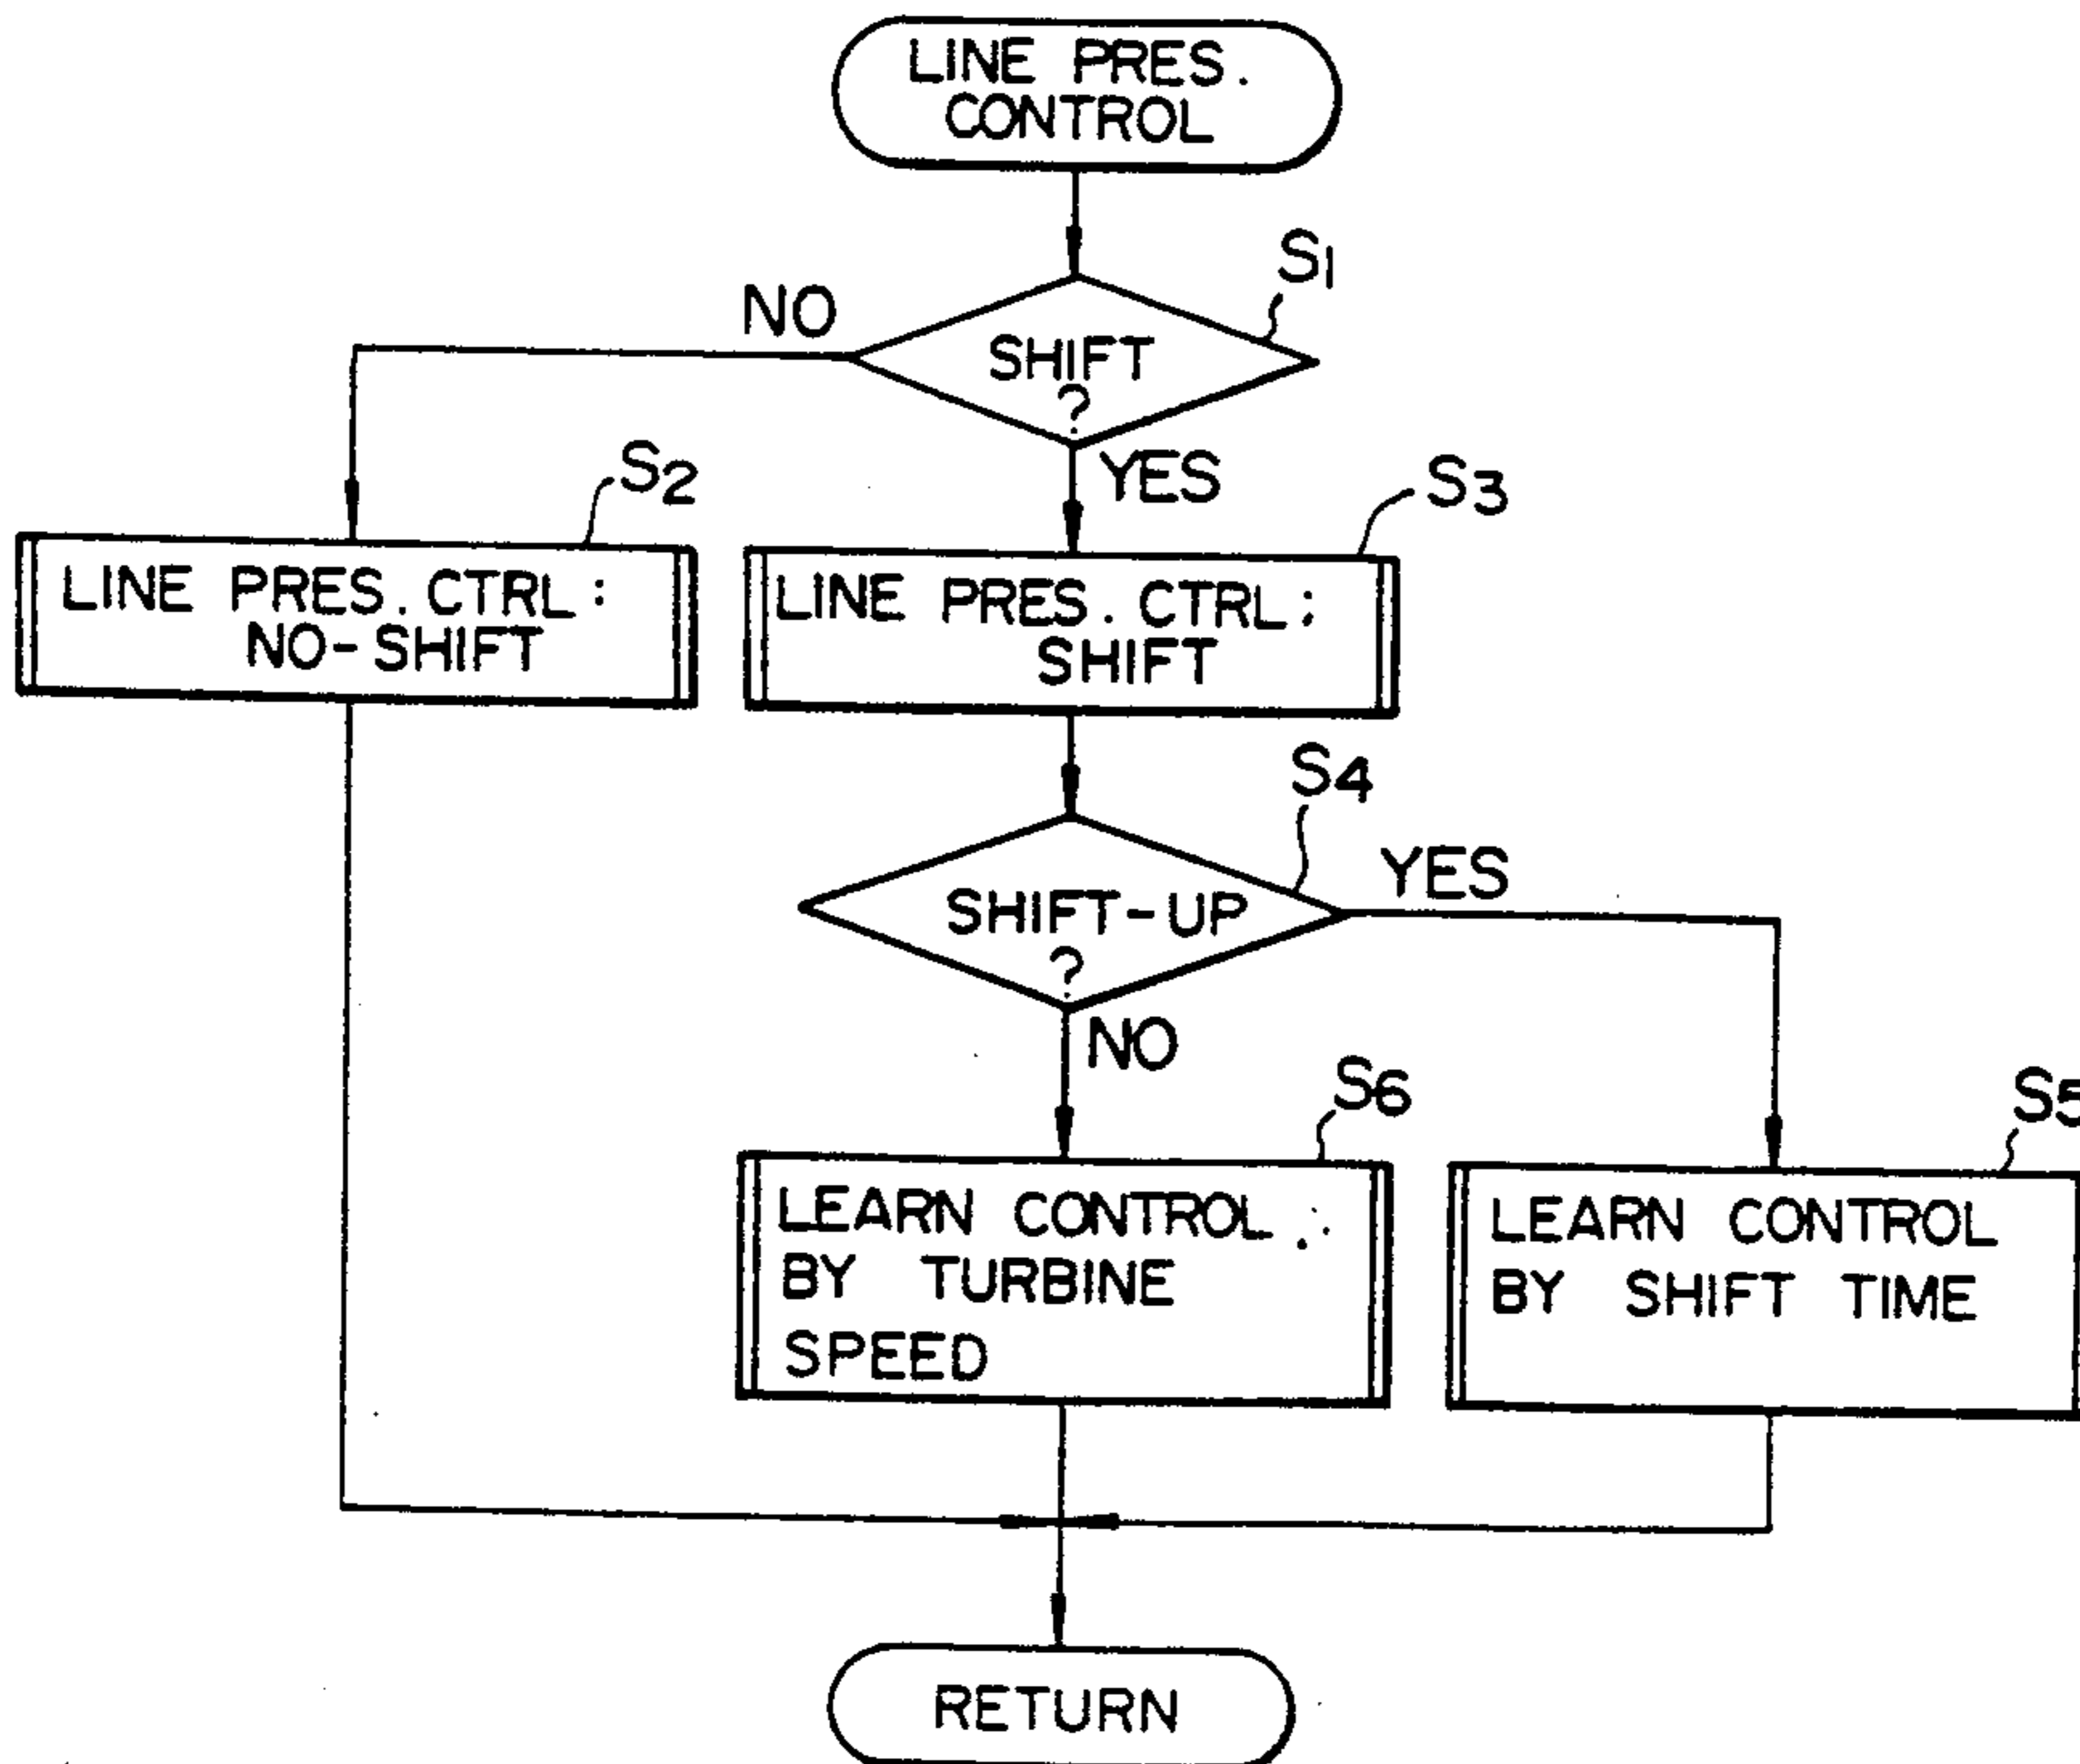 LINE PRES.
CONTROL
S1
NO
SHIFT
?
YES
S2
S3
LINE PRES. CTRL:
NO-SHIFT
LINE PRES. CTRL:
SHIFT
S4
YES
SHIFT-UP
?
NO
S6
S5
LEARN CONTROL
BY TURBINE
SPEED
LEARN CONTROL
BY SHIFT TIME
RETURN